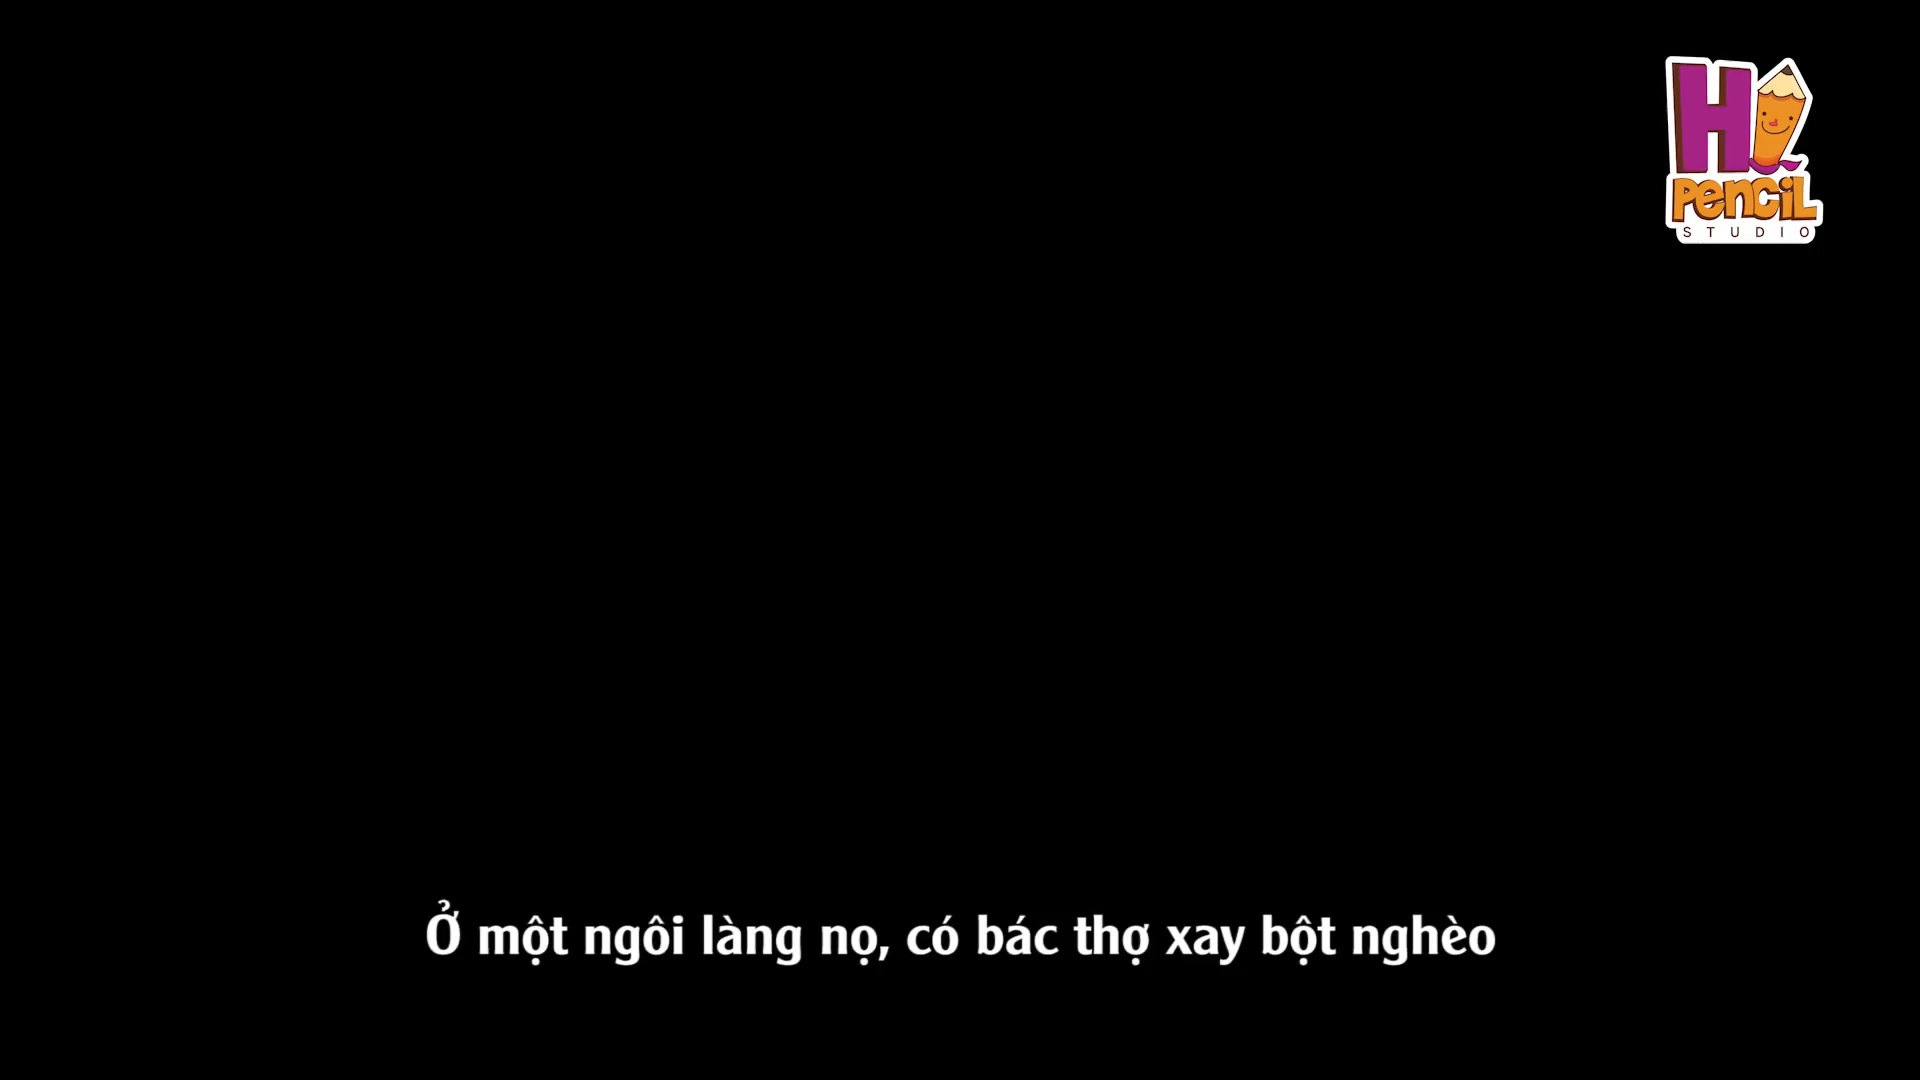 Hi
Pencil
STUDIO
Ở một ngôi làng nọ, có bác thợ xay bột nghèo